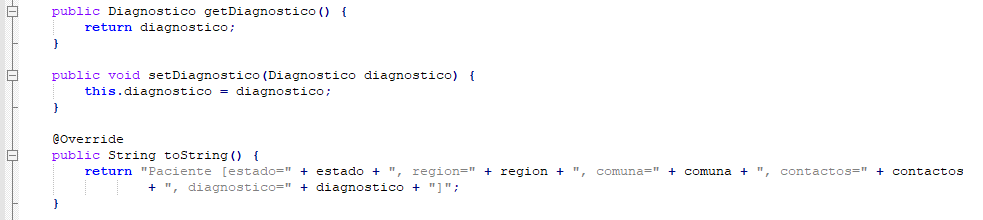 public Diagnostico getDiagnostico() {
return diagnostico;
}
public void setDiagnostico(Diagnostico diagnostico) {
this.diagnostico = diagnostico;
}
@Override
public String toString() {
return "Paciente [estado=" + estado + ", region=" + region + ", comuna=" + comuna + ", contactos=" + contactos
+ ", diagnostico=" + diagnostico + "]";
}